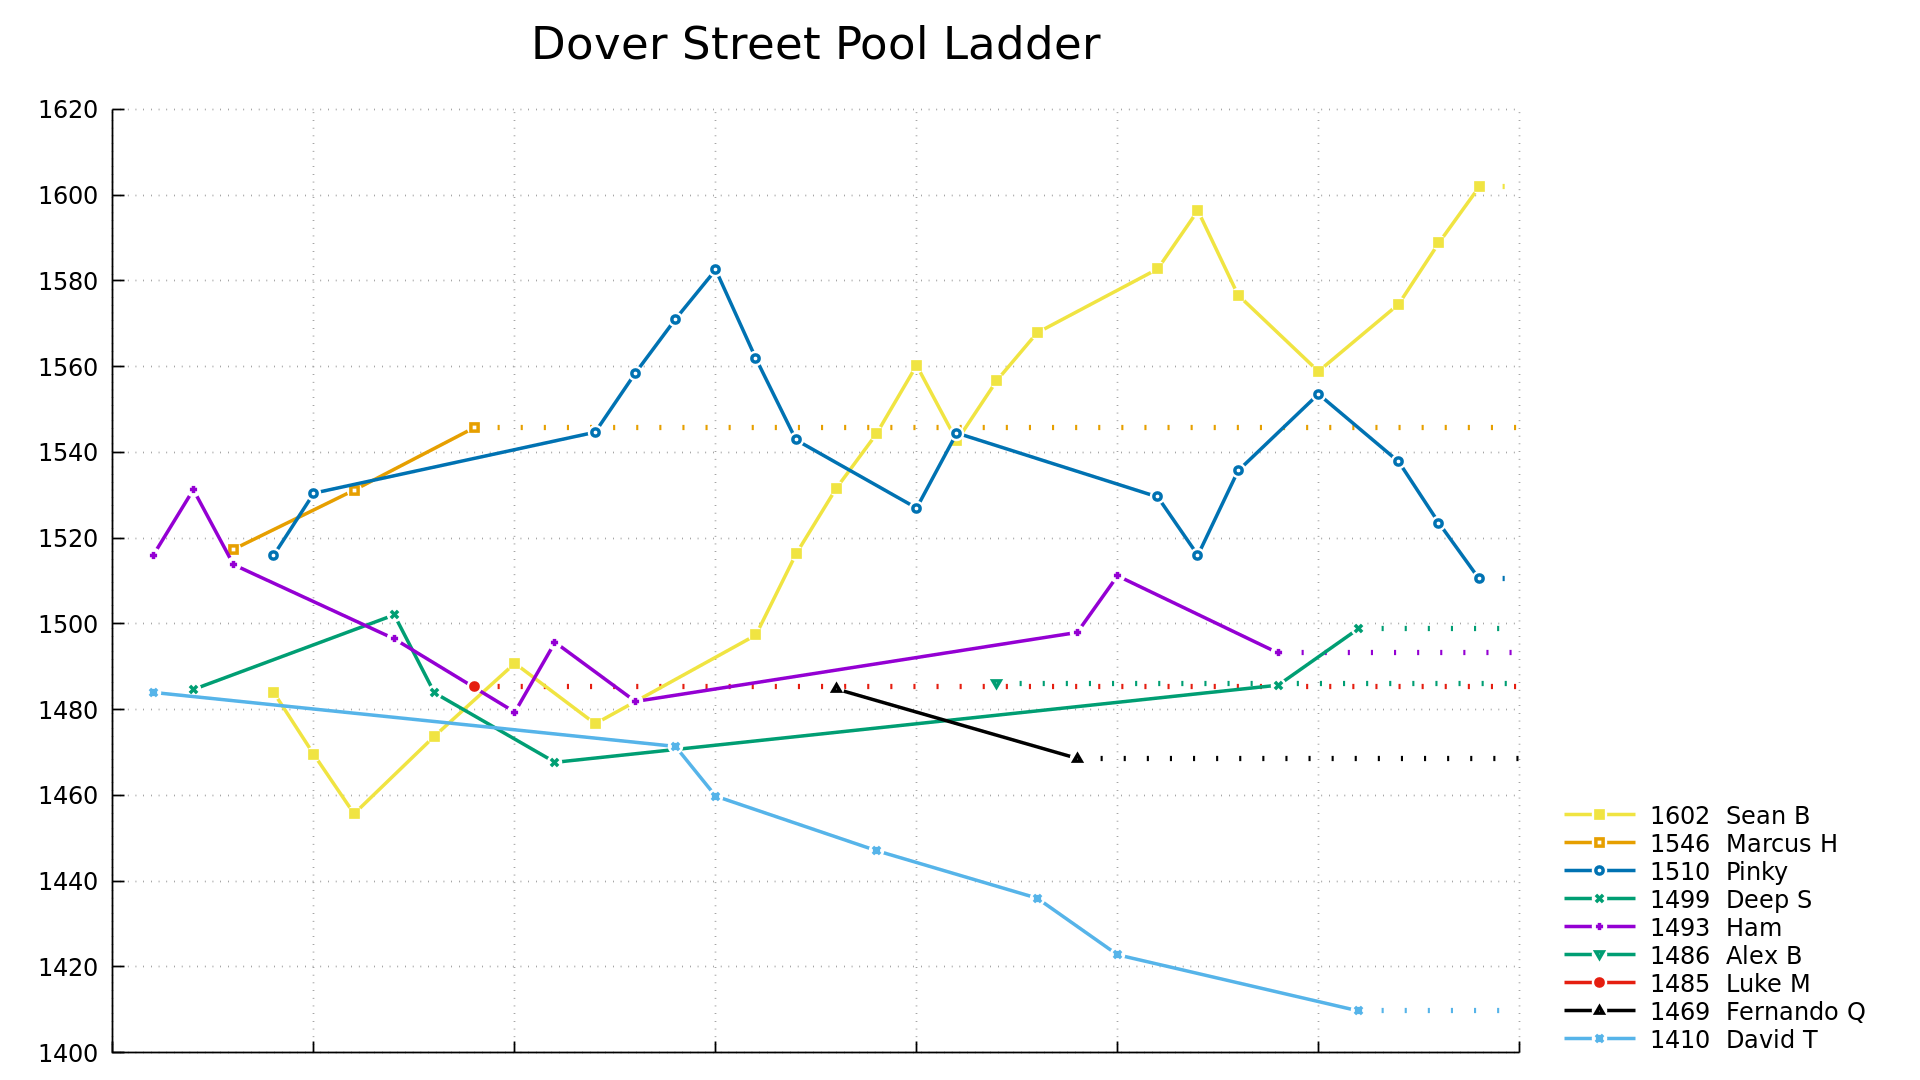 Dover Street Pool Ladder
1620
1600
1580
1560
1540
1520
1500
1480
1460
1440
1420
1400
1602 Sean B
1546 Marcus H
1510 Pinky
1499 Deep S
1493 Ham
1486 Alex B
1485 Luke M
1469 Fernando Q
1410 David T